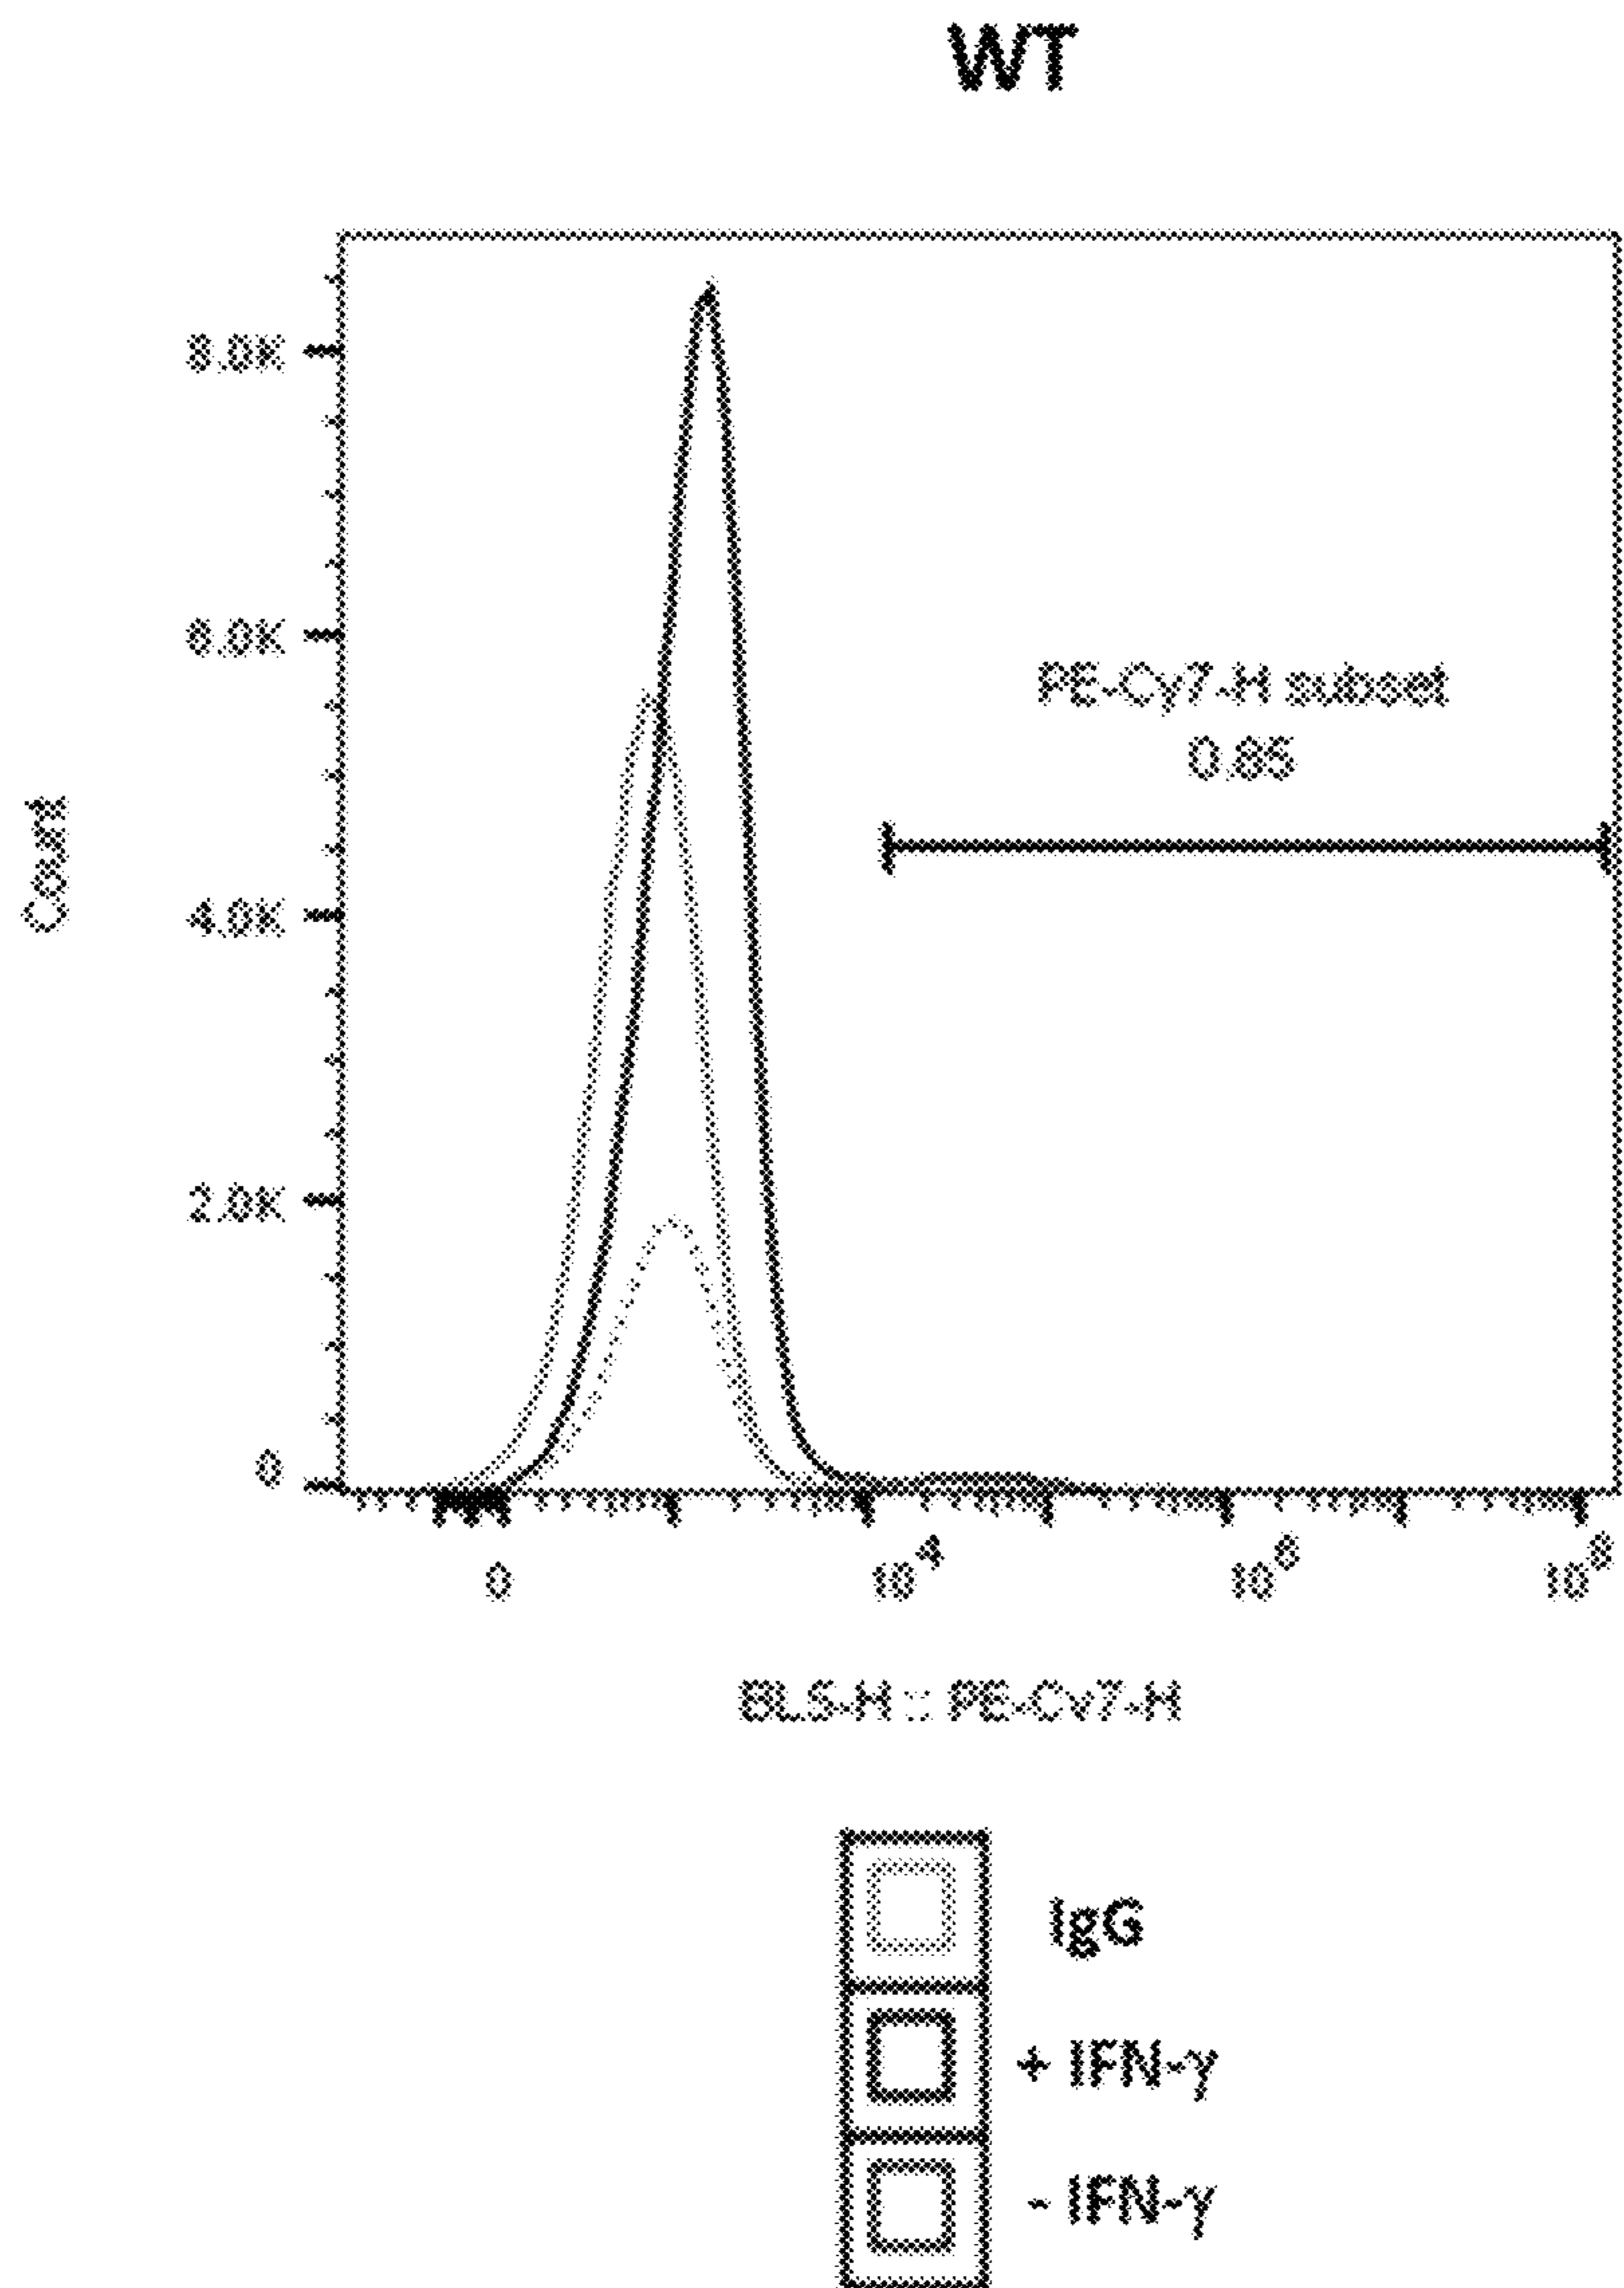 WT
8.0K
6.0K
4.0K
2.0K
0
Count
PE-Cy7-H subset
0.85
0
10^4
10^6
10^8
BL5-H :: PE-Cy7-H
IgG
+ IFN-γ
- IFN-γ